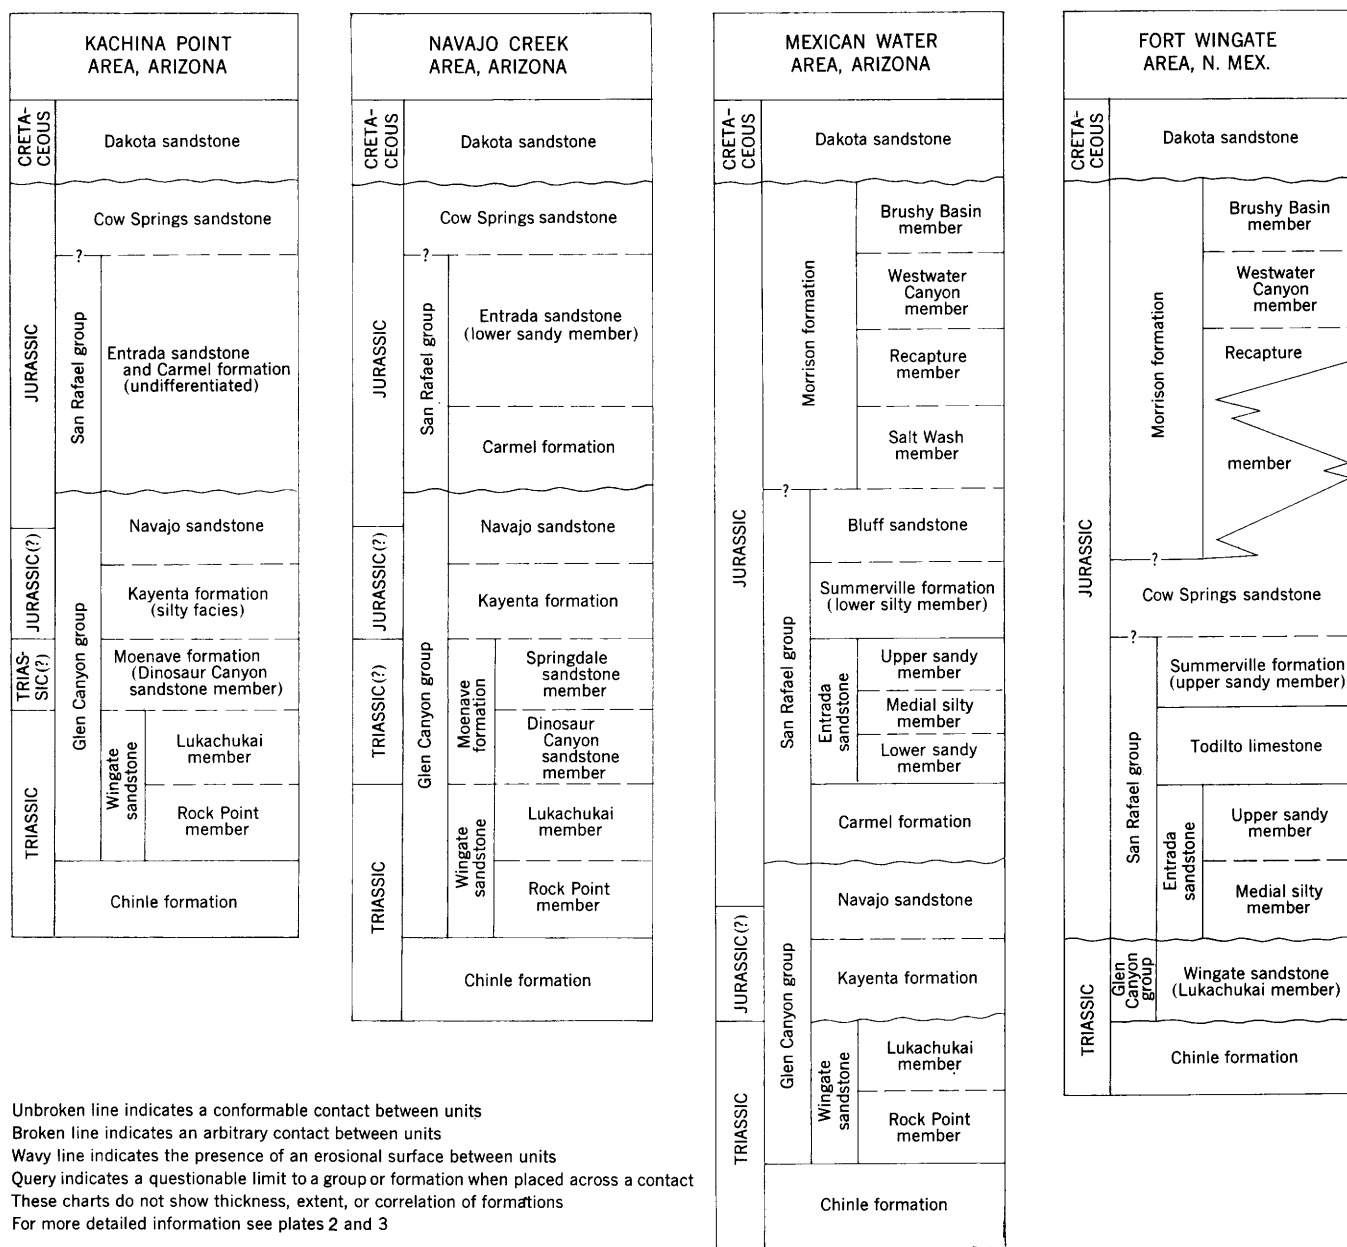 KACHINA POINT
AREA, ARIZONA
CRETA-
CEOUS
Dakota sandstone
JURASSIC
Cow Springs sandstone
?
San Rafael group
Entrada sandstone
and Carmel formation
(undifferentiated)
Navajo sandstone
JURASSIC(?)
Glen Canyon group
Kayenta formation
(silty facies)
TRIAS-
SIC(?)
Moenave formation
(Dinosaur Canyon
sandstone member)
TRIASSIC
Wingate
sandstone
Lukachukai
member
Rock Point
member
Chinle formation
NAVAJO CREEK
AREA, ARIZONA
CRETA-
CEOUS
Dakota sandstone
JURASSIC
Cow Springs sandstone
?
San Rafael group
Entrada sandstone
(lower sandy member)
Carmel formation
Navajo sandstone
JURASSIC(?)
Glen Canyon group
Kayenta formation
TRIASSIC(?)
Moenave
formation
Springdale
sandstone
member
Dinosaur
Canyon
sandstone
member
TRIASSIC
Wingate
sandstone
Lukachukai
member
Rock Point
member
Chinle formation
MEXICAN WATER
AREA, ARIZONA
CRETA-
CEOUS
Dakota sandstone
JURASSIC
Morrison formation
Brushy Basin
member
Westwater
Canyon
member
Recapture
member
Salt Wash
member
?
San Rafael group
Bluff sandstone
Summerville formation
(lower silty member)
Entrada
sandstone
Upper sandy
member
Medial silty
member
Lower sandy
member
Carmel formation
Navajo sandstone
JURASSIC(?)
Glen Canyon group
Kayenta formation
TRIASSIC
Wingate
sandstone
Lukachukai
member
Rock Point
member
Chinle formation
FORT WINGATE
AREA, N. MEX.
CRETA-
CEOUS
Dakota sandstone
JURASSIC
Morrison formation
Brushy Basin
member
Westwater
Canyon
member
Recapture
member
?
Cow Springs sandstone
?
San Rafael group
Summerville formation
(upper sandy member)
Todilto limestone
Entrada
sandstone
Upper sandy
member
Medial silty
member
TRIASSIC
Glen
Canyon
group
Wingate sandstone
(Lukachukai member)
Chinle formation
Unbroken line indicates a conformable contact between units
Broken line indicates an arbitrary contact between units
Wavy line indicates the presence of an erosional surface between units
Query indicates a questionable limit to a group or formation when placed across a contact
These charts do not show thickness, extent, or correlation of formations
For more detailed information see plates 2 and 3